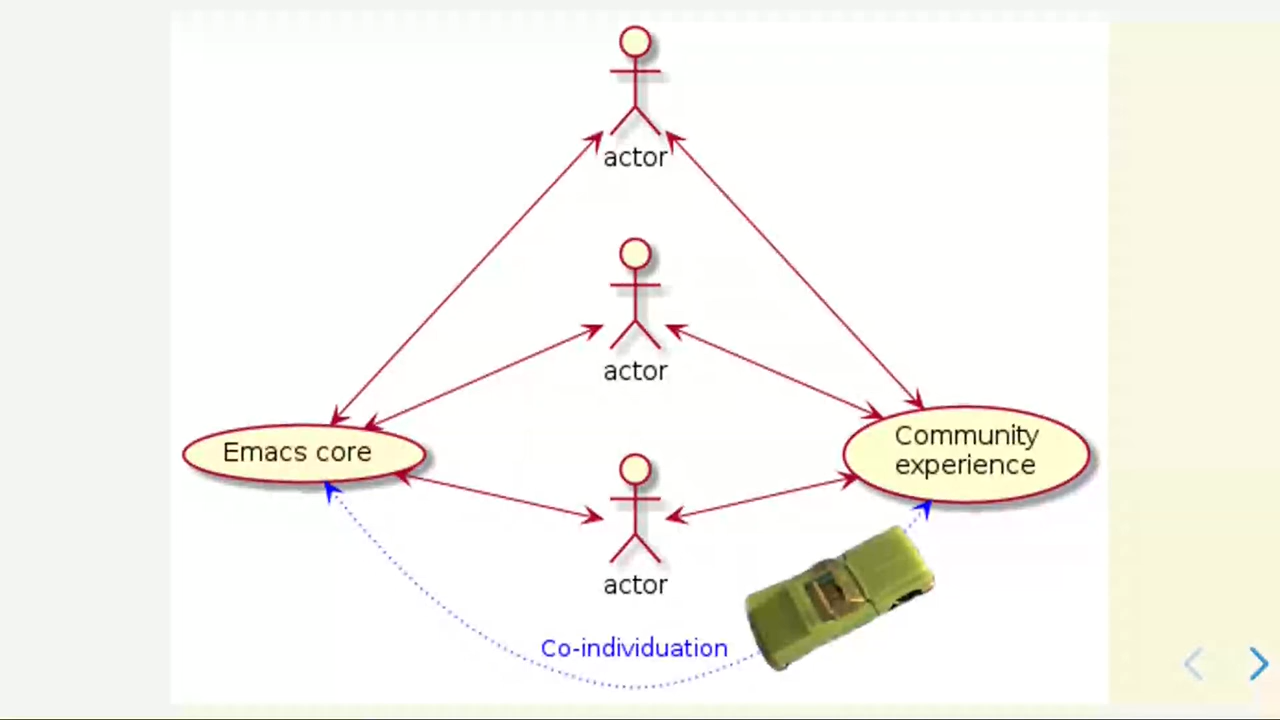 actor
actor
Emacs core
Community
experience
actor
Co-individuation